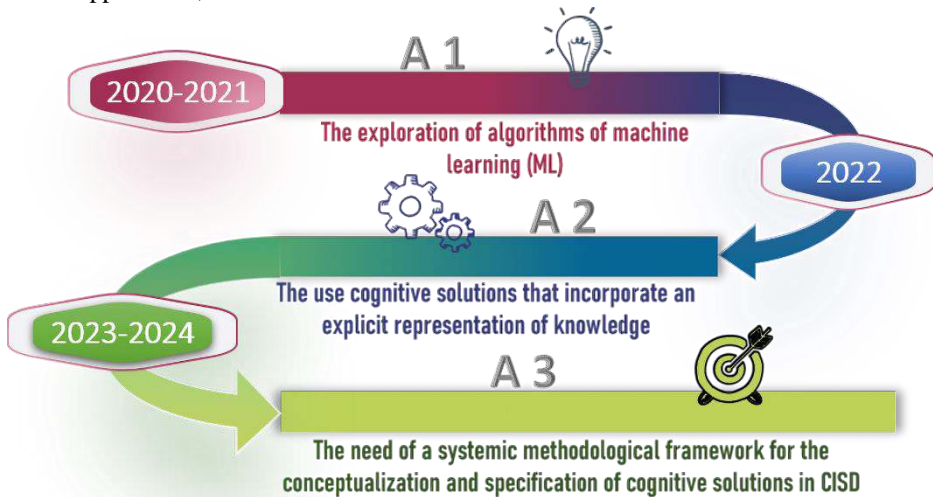 A 1
2020-2021
The exploration of algorithms of machine
learning (ML)
2022
A 2
The use cognitive solutions that incorporate an
explicit representation of knowledge
2023-2024
A 3
The need of a systemic methodological framework for the
conceptualization and specification of cognitive solutions in CISD